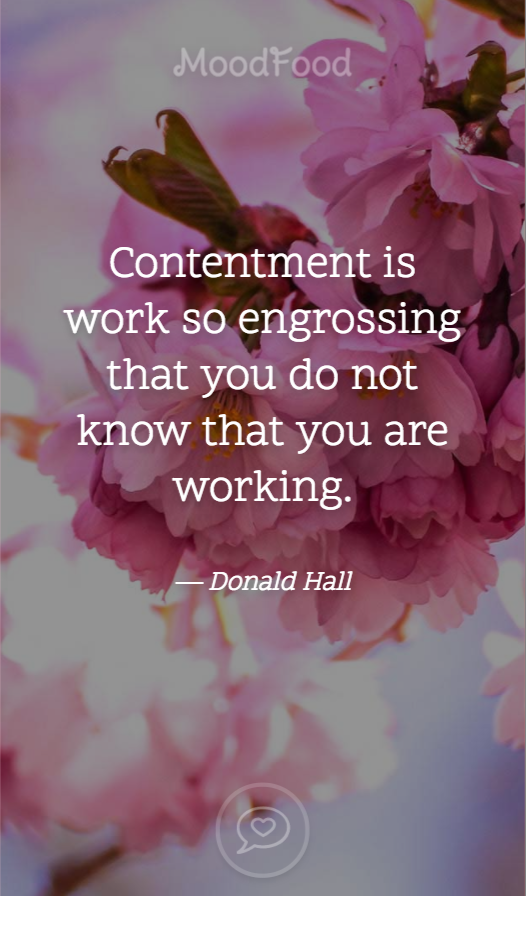 MoodFood
Contentment is
work so engrossing
that you do not
know that you are
working.
— Donald Hall